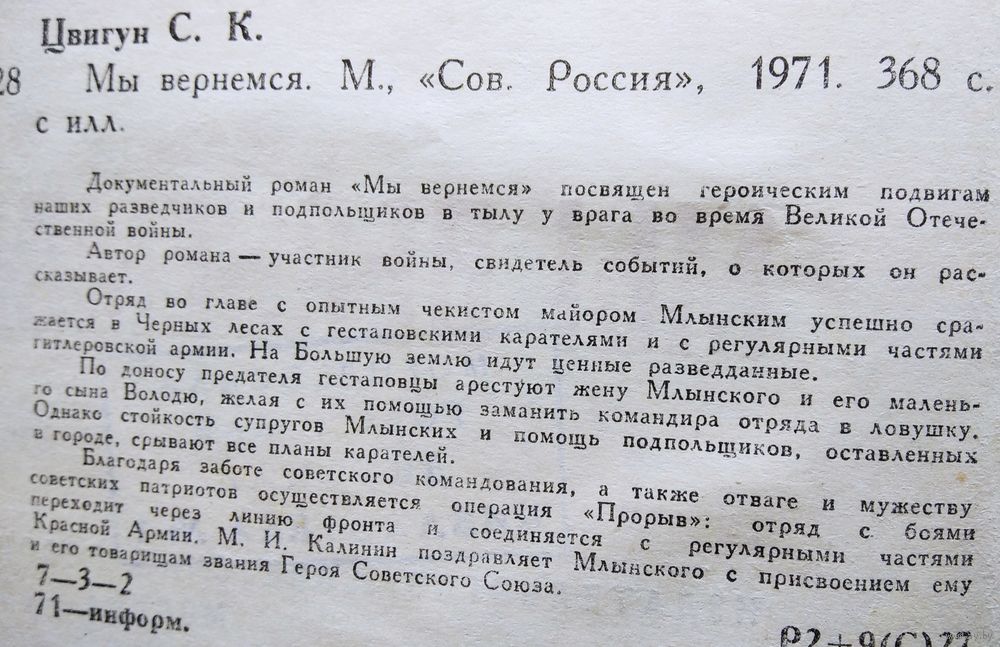 Цвигун С. К.
28 Мы вернемся. М., «Сов. Россия», 1971. 368 с.
с илл.
Документальный роман «Мы вернемся» посвящен героическим подвигам
наших разведчиков и подпольщиков в тылу у врага во время Великой Отече-
ственной войны.
Автор романа — участник войны, свидетель событий, о которых он рас-
сказывает.
Отряд во главе с опытным чекистом майором Млынским успешно сра-
жается в Черных лесах с гестаповскими карателями и с регулярными частями
гитлеровской армии. На Большую землю идут ценные разведданные.
По доносу предателя гестаповцы арестуют жену Млынского и его малень-
го сына Володю, желая с их помощью заманить командира отряда в ловушку.
Однако стойкость супругов Млынских и помощь подпольщиков, оставленных
в городе, срывают все планы карателей.
Благодаря заботе советского командования, а также отваге и мужеству
советских патриотов осуществляется операция «Прорыв»: отряд с боями
переходит через линию фронта и соединяется с регулярными частями
Красной Армии. М. И. Калинин поздравляет Млынского с присвоением ему
и его товарищам звания Героя Советского Союза.
7—3—2
71—информ.
Р2+9(С)27